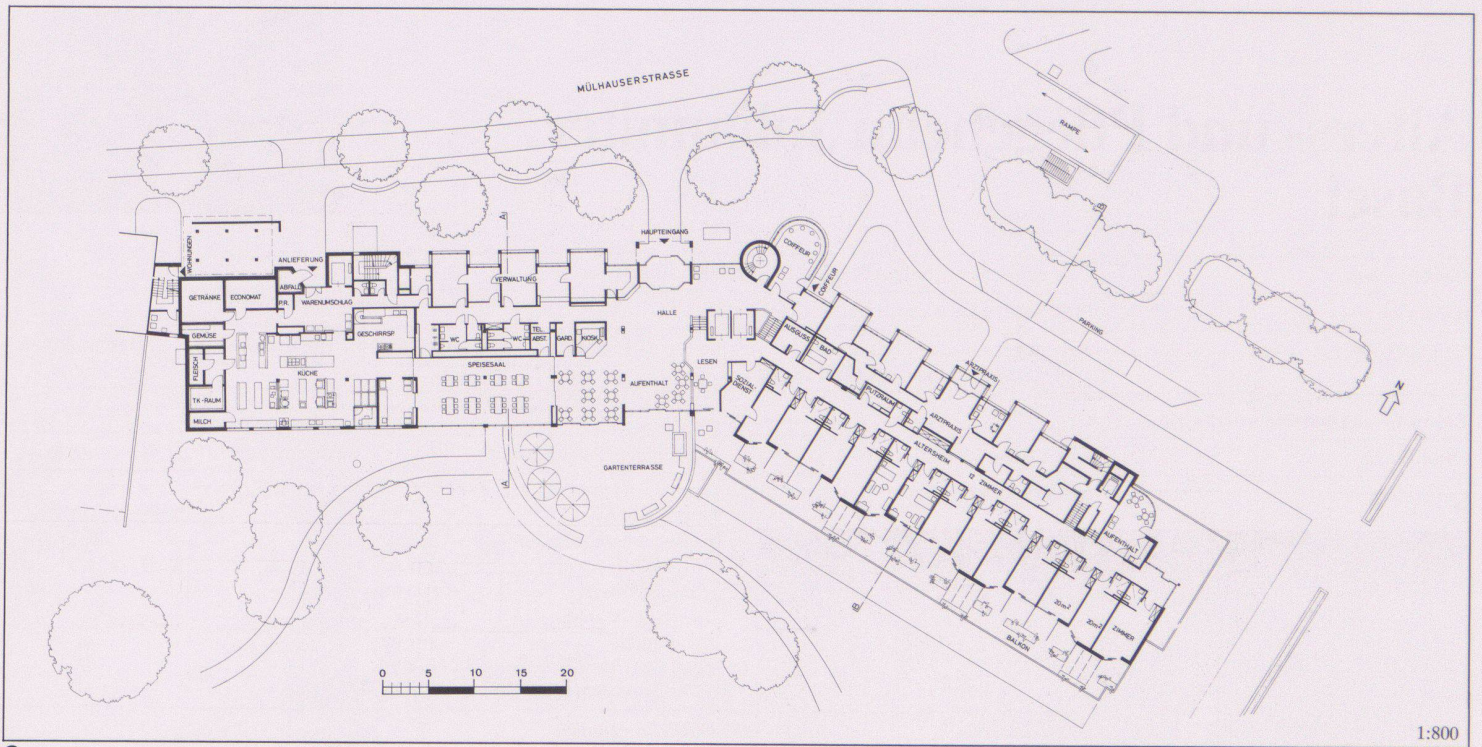 MÜLHAUSERSTRASSE
RAMPE
A
B
HAUPTEINGANG
WOHNUNGEN
ANLIEFERUNG
COIFFEUR
COIFFEUR
ABFALL
VERWALTUNG
GETRÄNKE
ECONOMAT
P.R.
WARENUMSCHLAG
HALLE
PARKING
GEMÜSE
GESCHIRRSP.
WC
WC
TEL.
ABST.
GARD.
KIOSK
AUSGUSS
BAD
FLEISCH
KÜCHE
SPEISESAAL
LESEN
AUFENTHALT
SOZIAL-
DIENST
PUTZRAUM
ARZTPRAXIS
ARZTPRAXIS
N
TK-RAUM
MILCH
ALTERSHEIM
12 ZIMMER
GARTENTERRASSE
A
AUFENTHALT
B
20m²
20m²
ZIMMER
BALKON
0 5 10 15 20
1:800